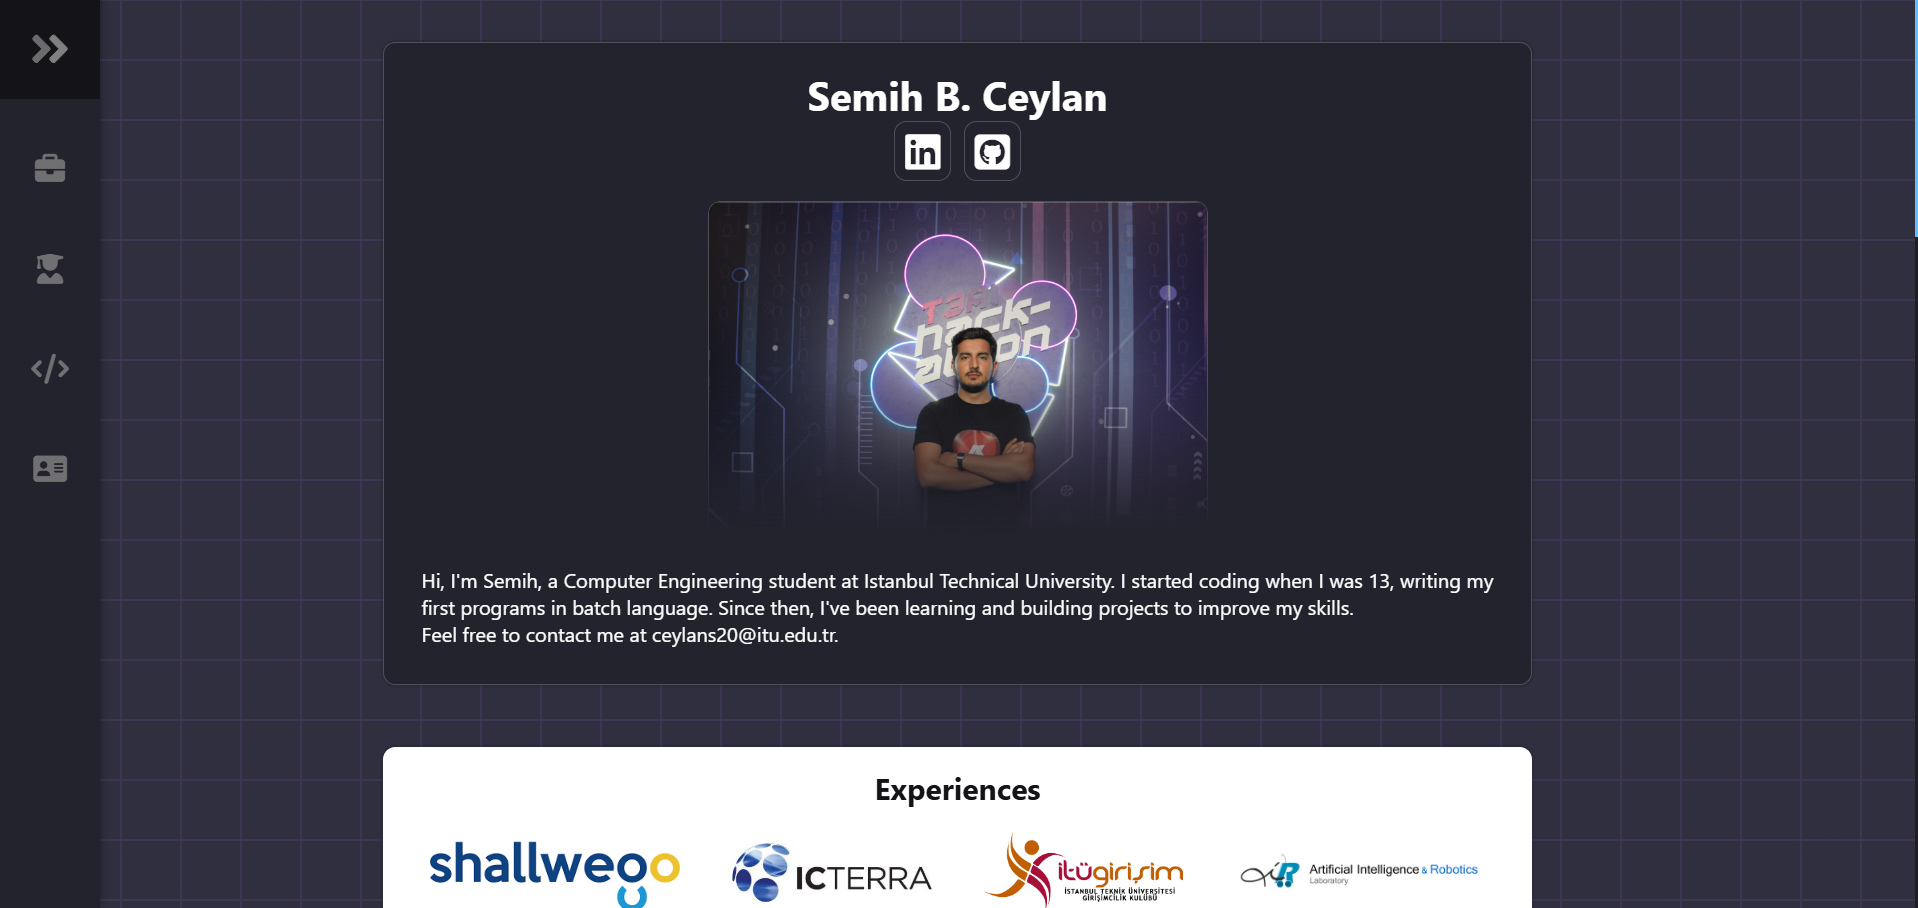 Semih B. Ceylan
in
T3
hack-
Hi, I'm Semih, a Computer Engineering student at Istanbul Technical University. I started coding when I was 13, writing my
first programs in batch language. Since then, I've been learning and building projects to improve my skills.
Feel free to contact me at ceylans20@itu.edu.tr.
Experiences
shallwego
ICTERRA
itügirişim
İSTANBUL TEKNİK ÜNİVERSİTESİ
GİRİŞİMCİLİK KULÜBÜ
AIR
Artificial Intelligence & Robotics
Laboratory